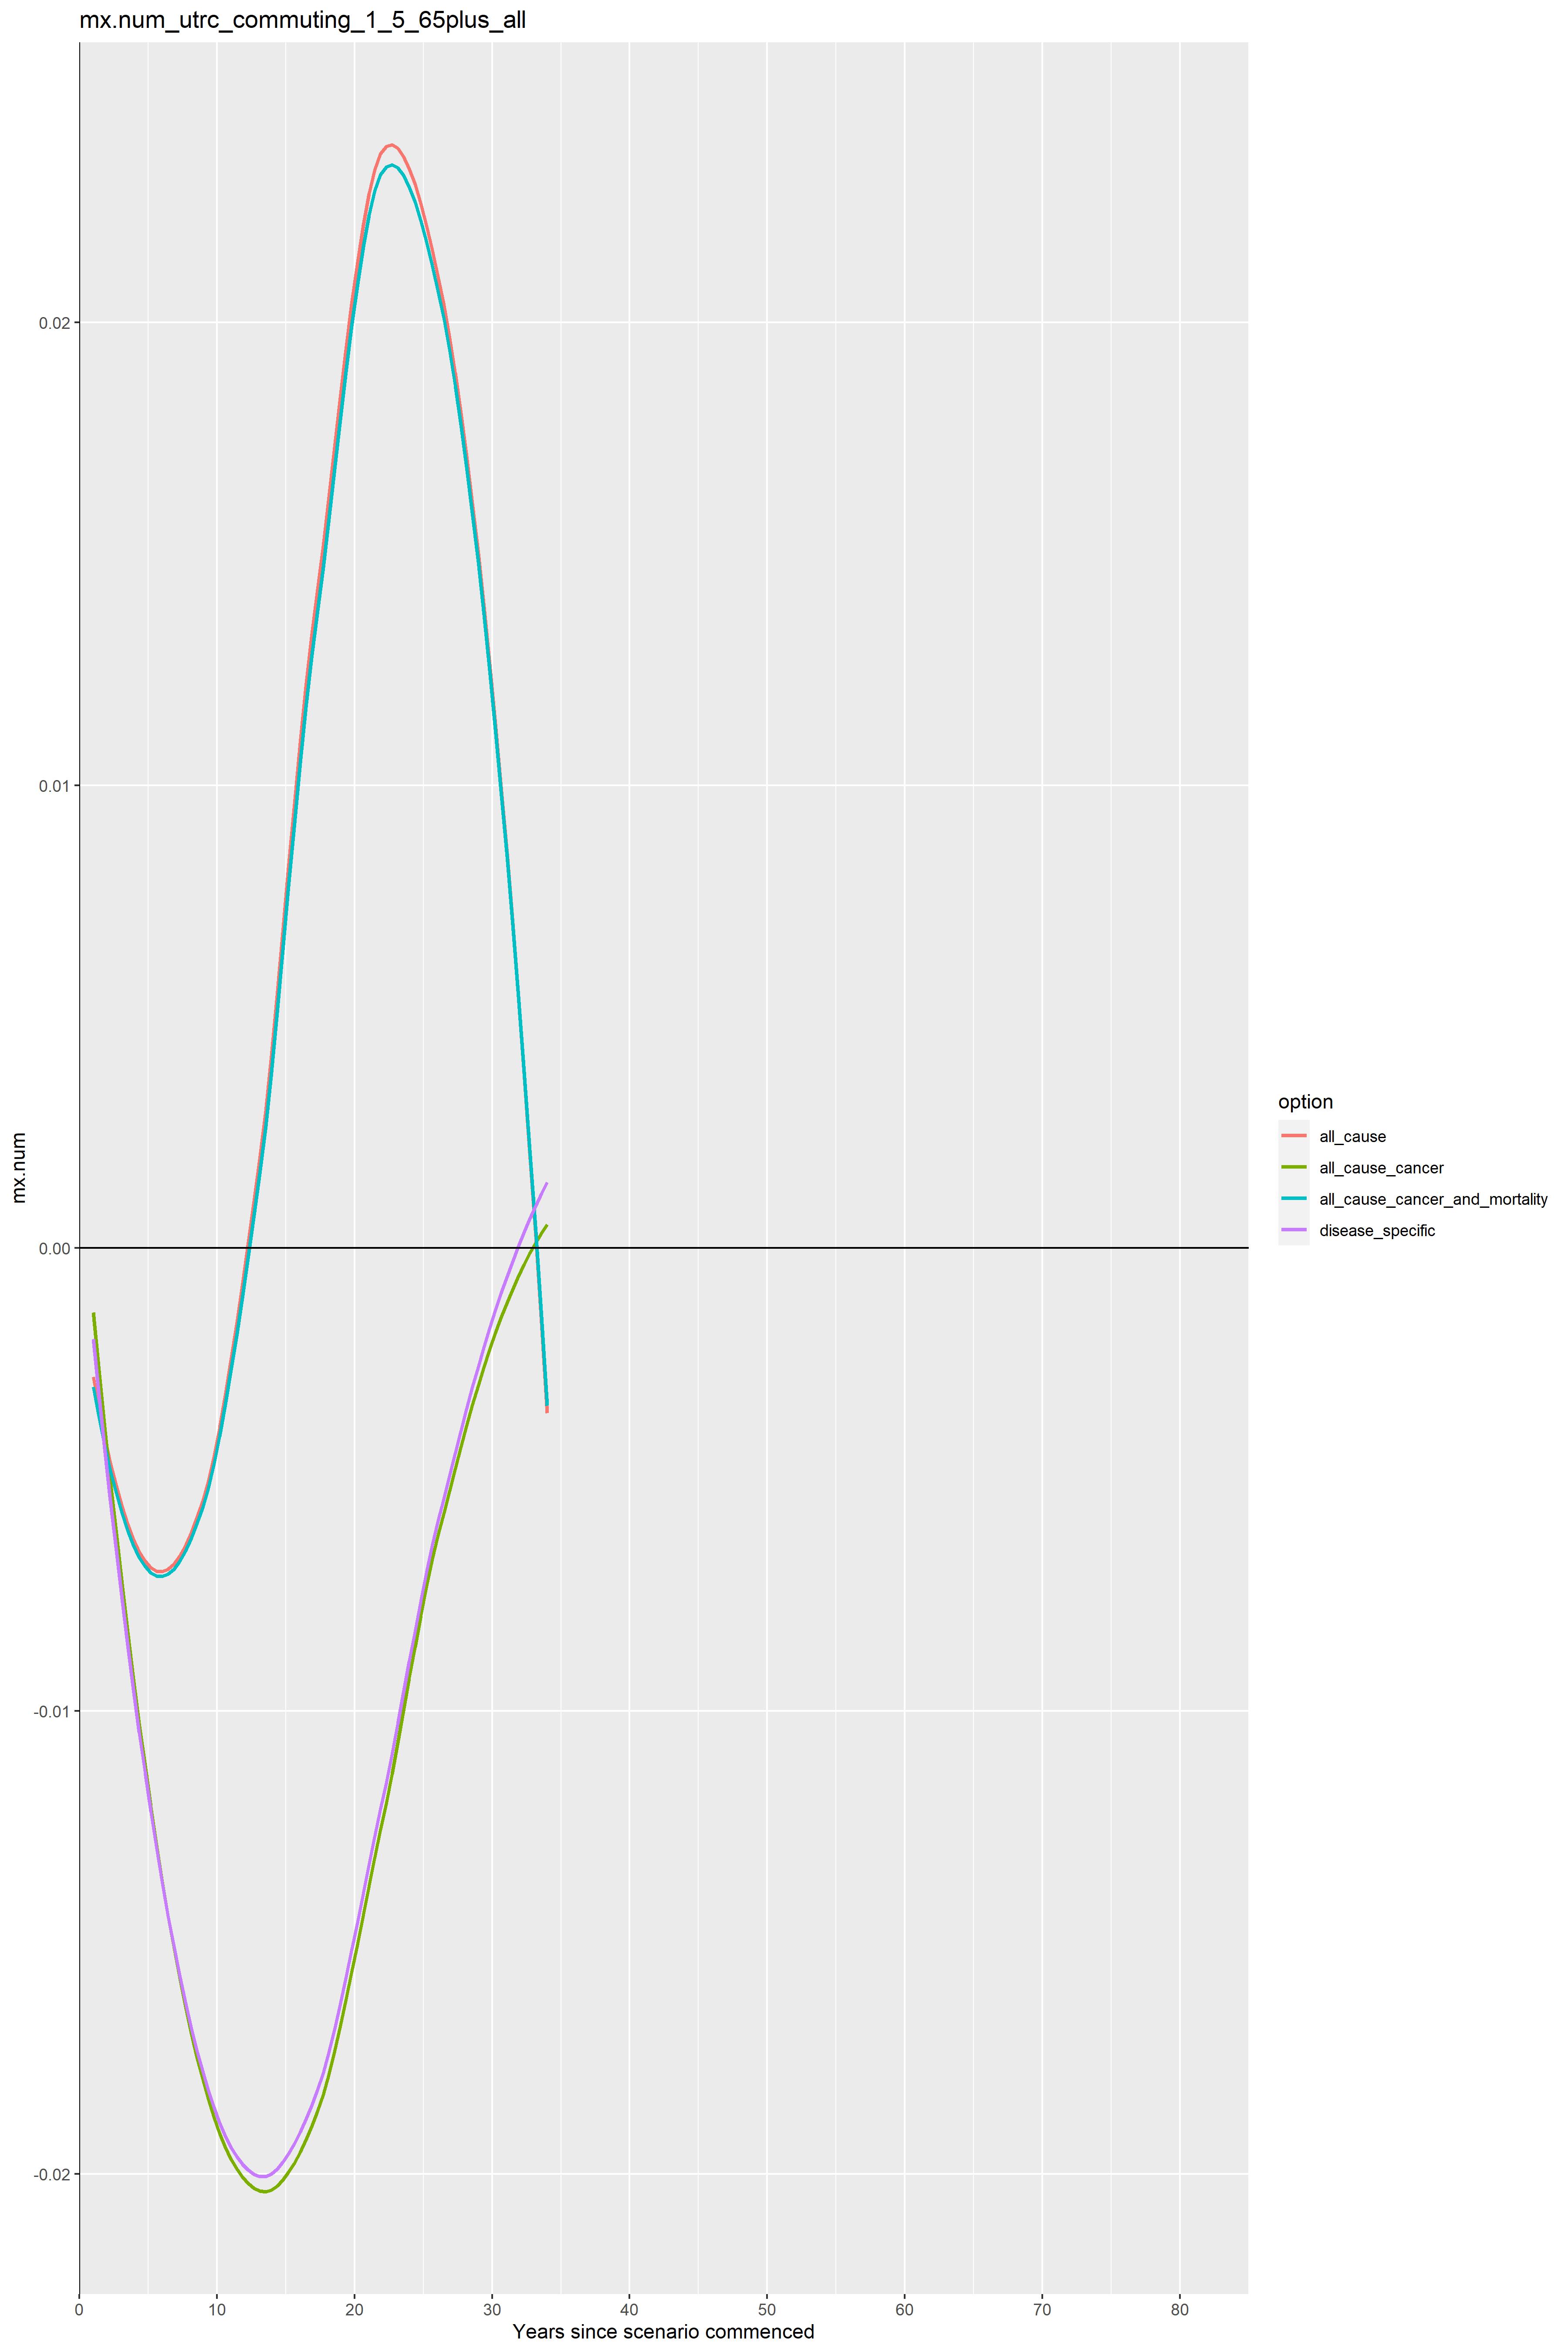 mx.num_utrc_commuting_1_5_65plus_all
0.02
0.01
0.00
-0.01
-0.02
mx.num
0 10 20 30 40 50 60 70 80
Years since scenario commenced
option
all_cause
all_cause_cancer
all_cause_cancer_and_mortality
disease_specific